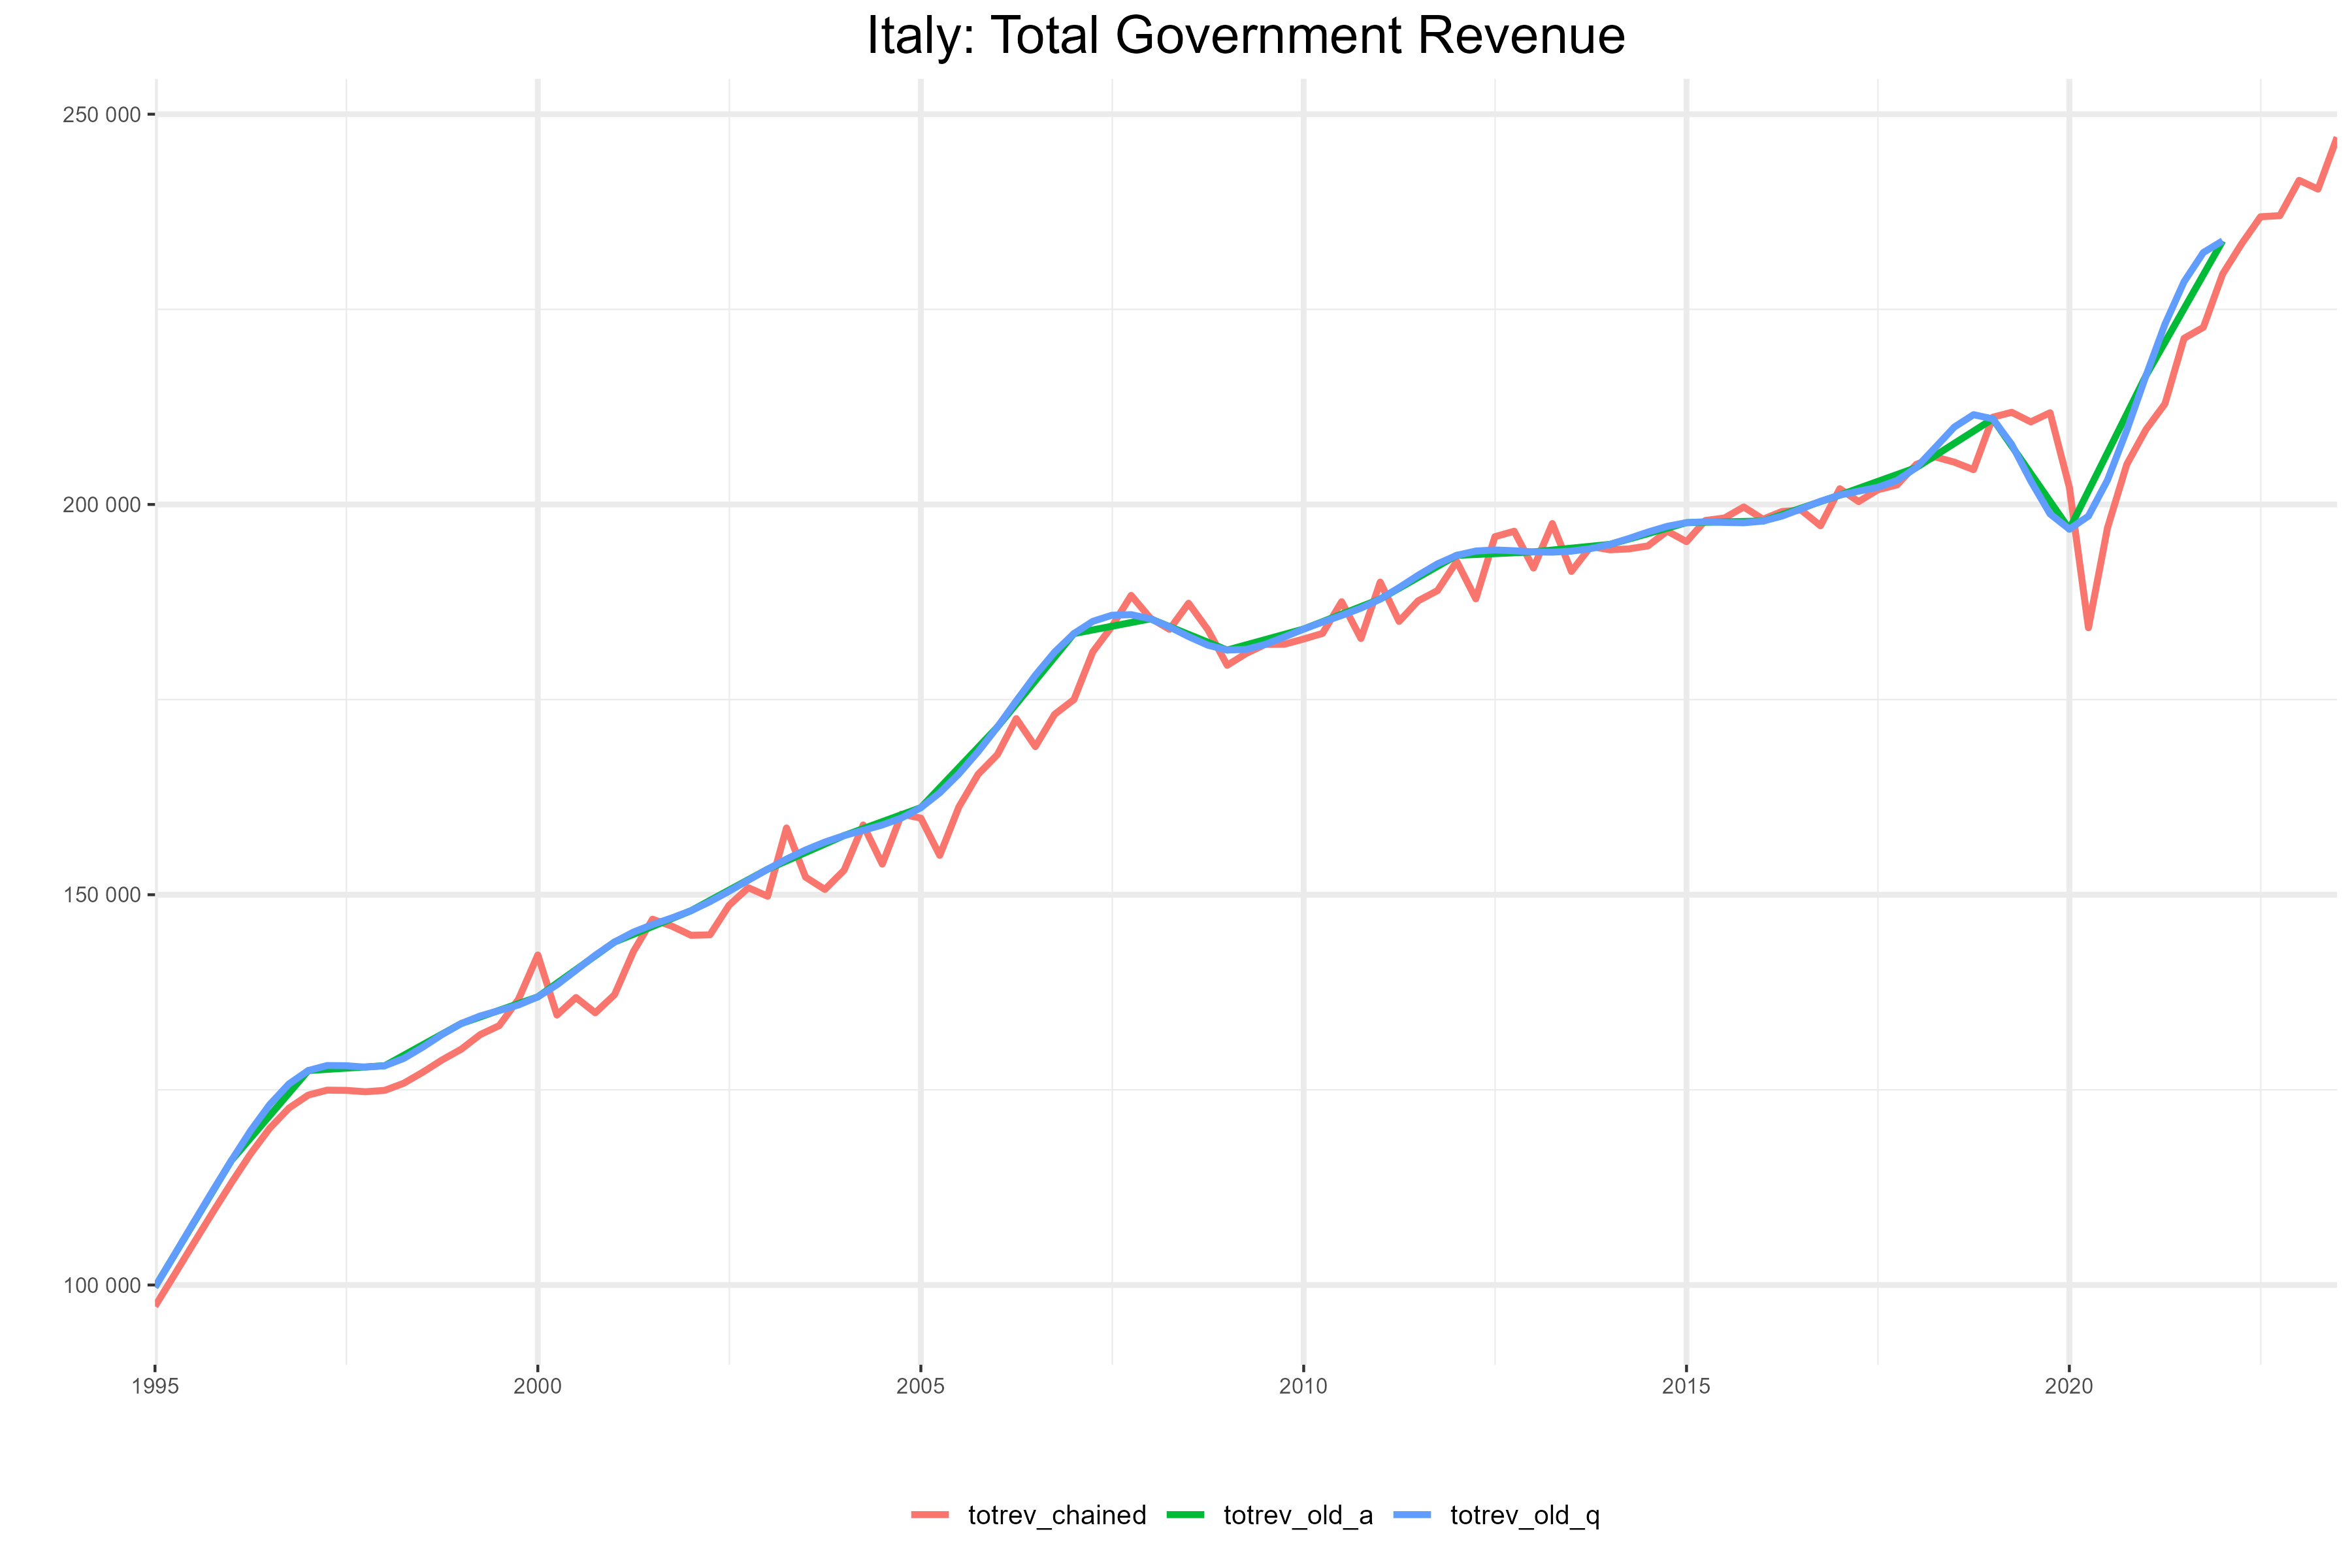 Italy: Total Government Revenue
250 000
200 000
150 000
100 000
1995 2000 2005 2010 2015 2020
totrev_chained totrev_old_a totrev_old_q